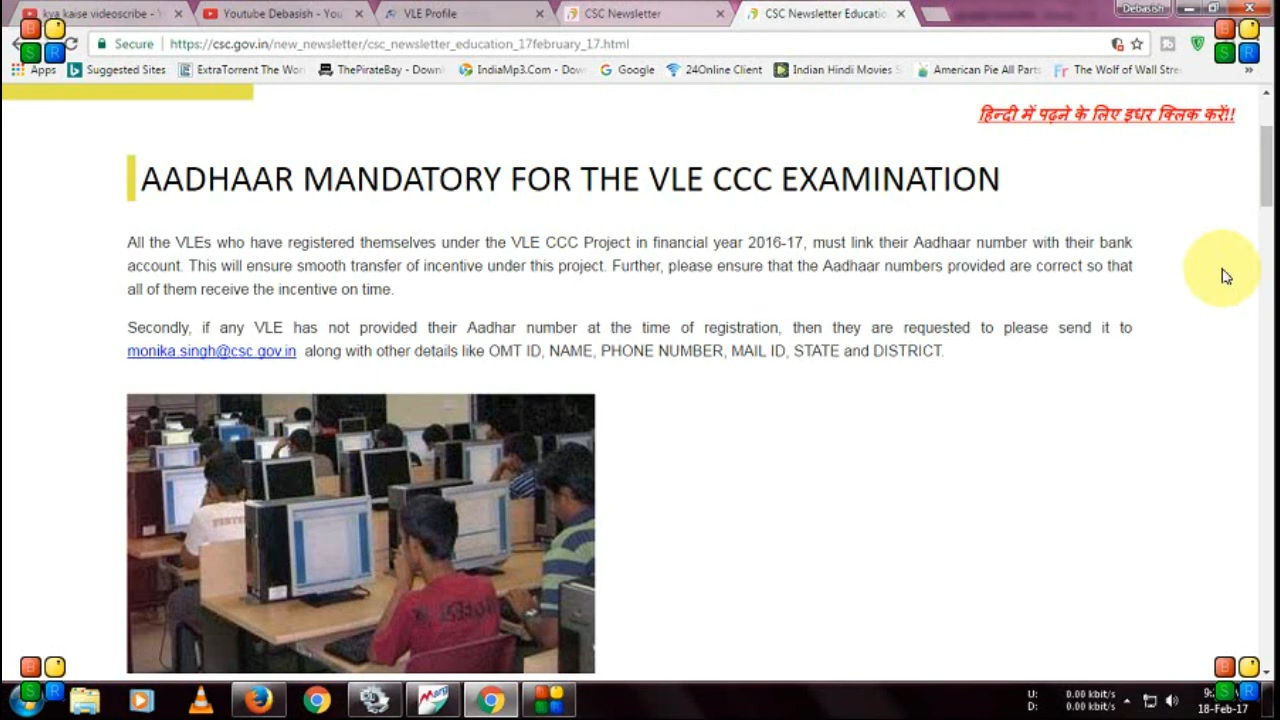 kya kaise videoscribe -
Youtube Debasish - You
VLE Profile
CSC Newsletter
CSC Newsletter Educatio
Debasish
Secure
https://csc.gov.in/new_newsletter/csc_newsletter_education_17february_17.html
Apps
Suggested Sites
ExtraTorrent The Wor
ThePirateBay - Down
IndiaMp3.Com: Dow
Google
24Online Client
Indian Hindi Movies S
American Pie All Parts
The Wolf of Wall Stre
हिन्दी में पढ़ने के लिए इधर क्लिक करें!!
AADHAAR MANDATORY FOR THE VLE CCC EXAMINATION
All the VLEs who have registered themselves under the VLE CCC Project in financial year 2016-17, must link their Aadhaar number with their bank
account. This will ensure smooth transfer of incentive under this project. Further, please ensure that the Aadhaar numbers provided are correct so that
all of them receive the incentive on time.
Secondly, if any VLE has not provided their Aadhar number at the time of registration, then they are requested to please send it to
monika.singh@csc.gov.in along with other details like OMT ID, NAME, PHONE NUMBER, MAIL ID, STATE and DISTRICT.
U: 0.00 kbit/s
D: 0.00 kbit/s
18-Feb-17